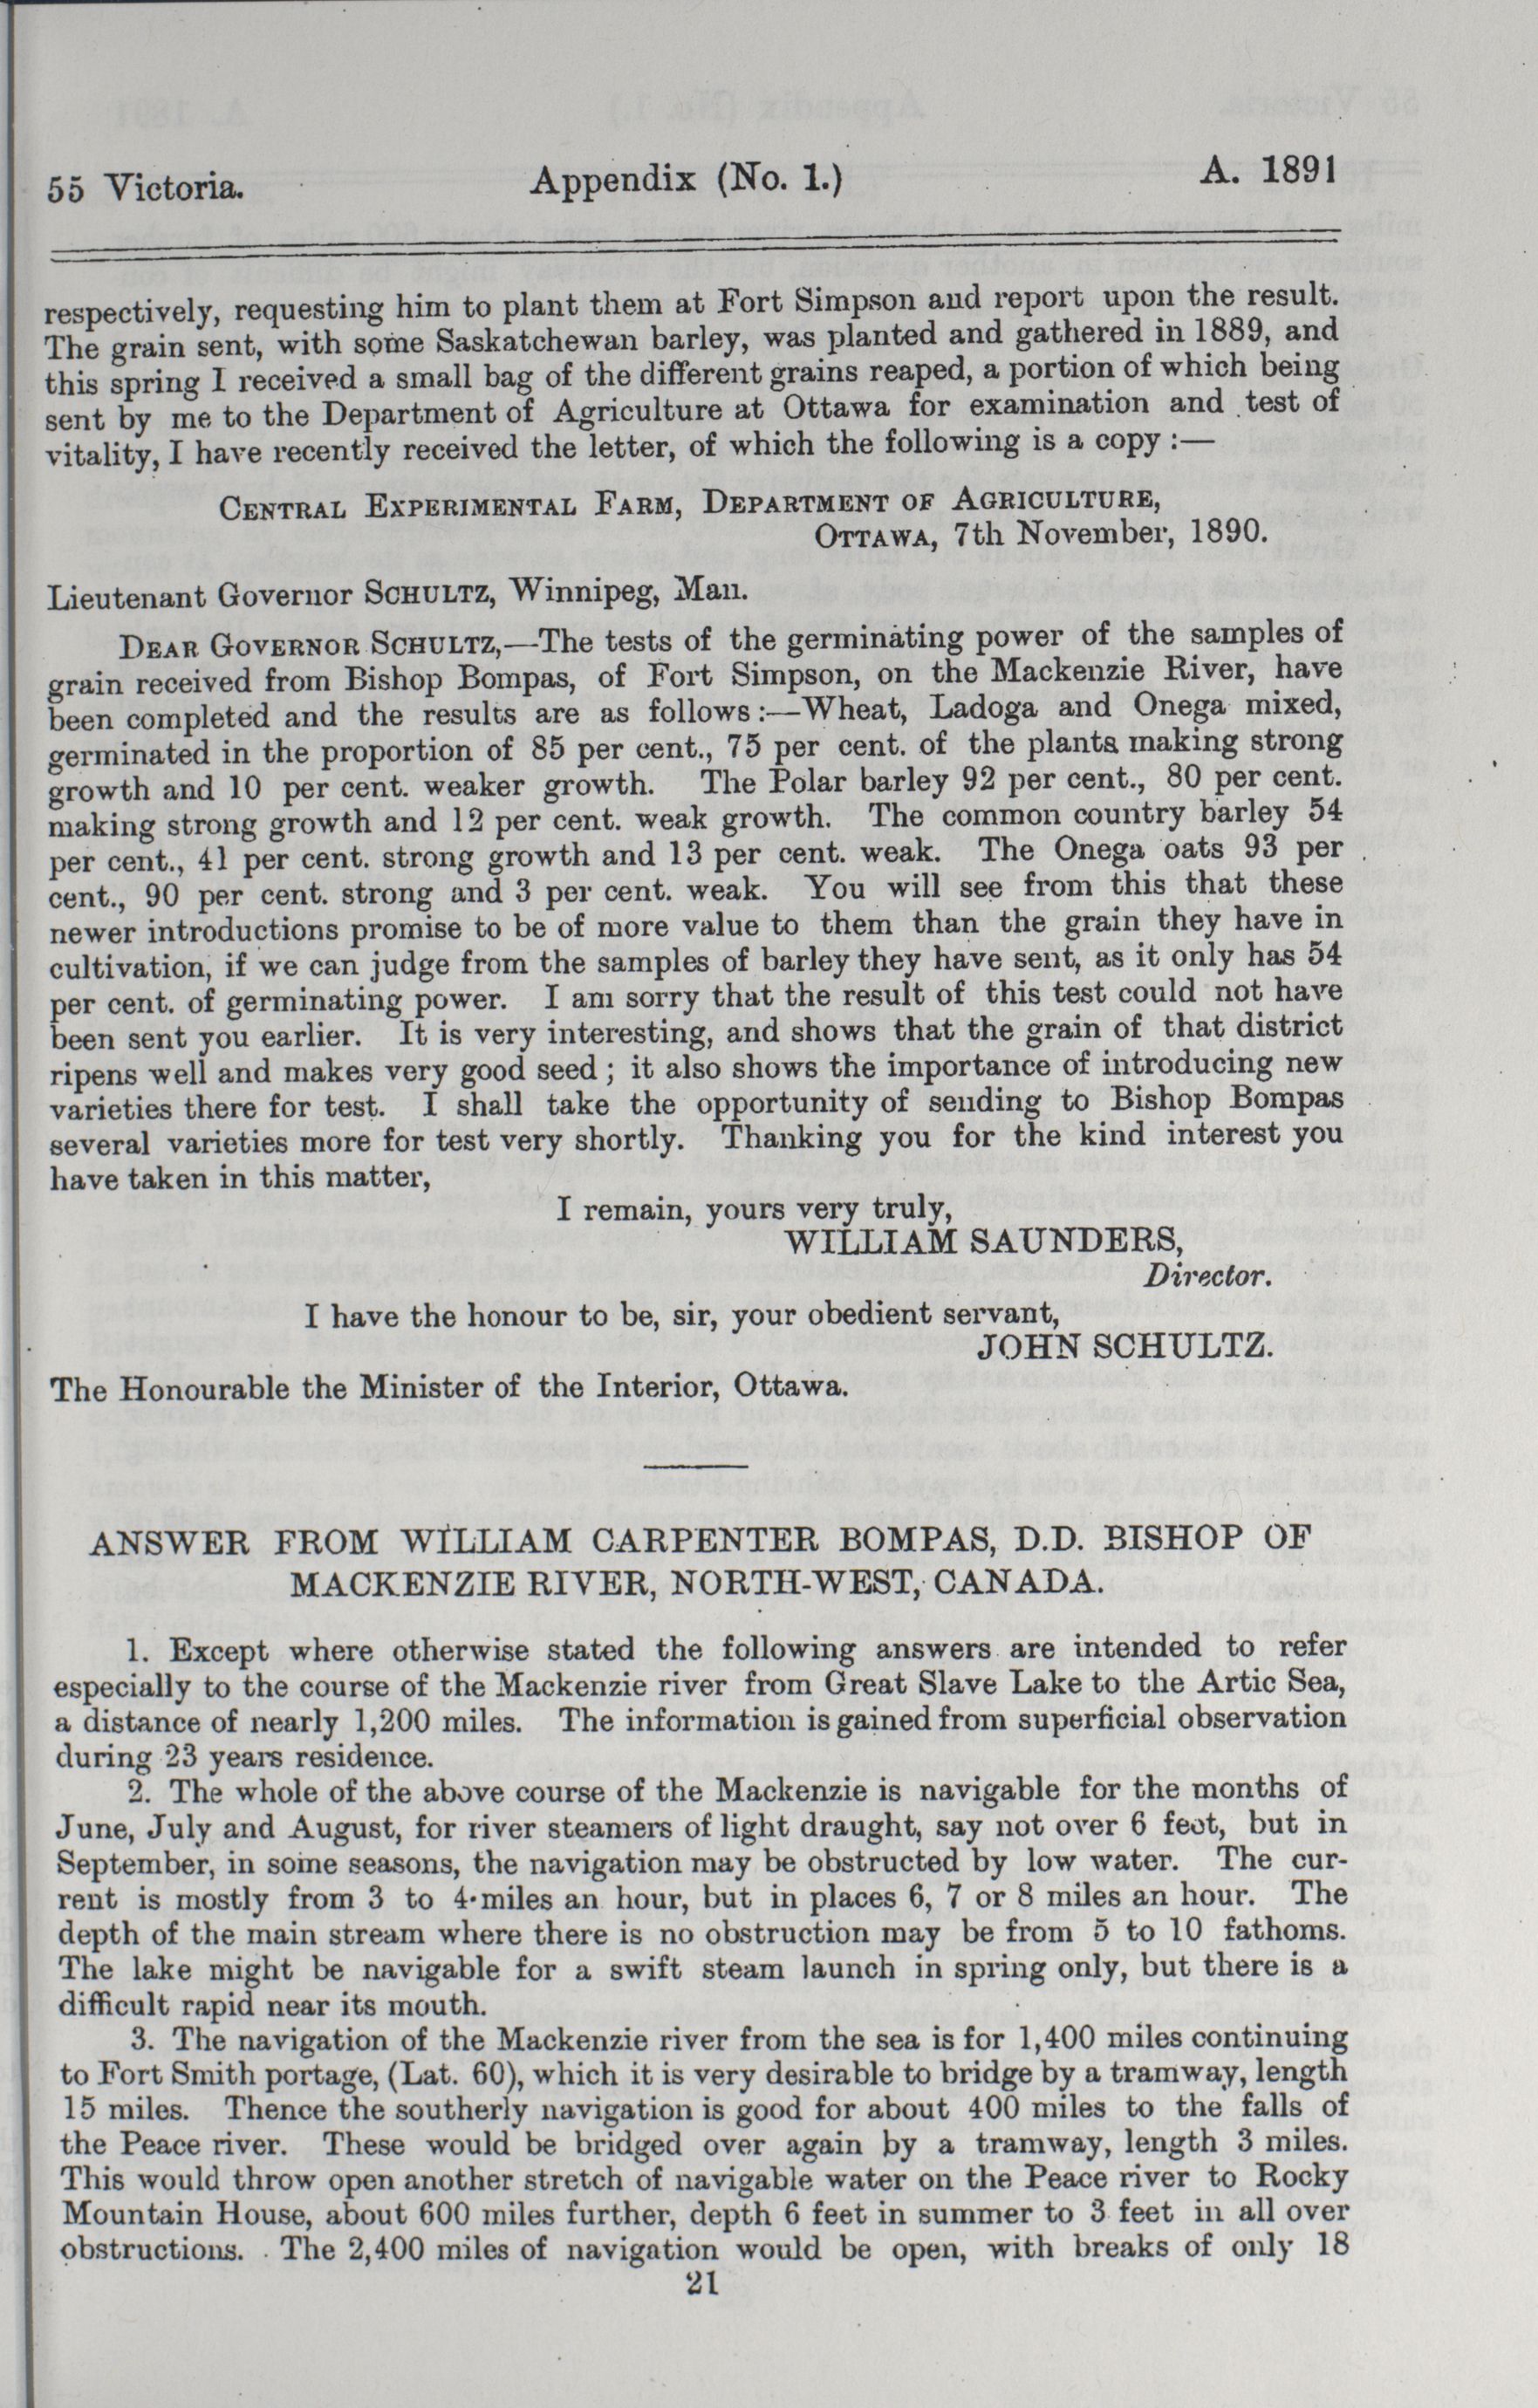 55 Victoria. Appendix (No. 1.) A. 1891
respectively, requesting him to plant them at Fort Simpson and report upon the result.
The grain sent, with some Saskatchewan barley, was planted and gathered in 1889, and
this spring I received a small bag of the different grains reaped, a portion of which being
sent by me to the Department of Agriculture at Ottawa for examination and test of
vitality, I have recently received the letter, of which the following is a copy :—
CENTRAL EXPERIMENTAL FARM, DEPARTMENT OF AGRICULTURE,
OTTAWA, 7th November, 1890.
Lieutenant Governor SCHULTZ, Winnipeg, Man.
DEAR GOVERNOR SCHULTZ,—The tests of the germinating power of the samples of
grain received from Bishop Bompas, of Fort Simpson, on the Mackenzie River, have
been completed and the results are as follows :—Wheat, Ladoga and Onega mixed,
germinated in the proportion of 85 per cent., 75 per cent. of the plants making strong
growth and 10 per cent. weaker growth. The Polar barley 92 per cent., 80 per cent.
making strong growth and 12 per cent. weak growth. The common country barley 54
per cent., 41 per cent. strong growth and 13 per cent. weak. The Onega oats 93 per
cent., 90 per cent. strong and 3 per cent. weak. You will see from this that these
newer introductions promise to be of more value to them than the grain they have in
cultivation, if we can judge from the samples of barley they have sent, as it only has 54
per cent. of germinating power. I am sorry that the result of this test could not have
been sent you earlier. It is very interesting, and shows that the grain of that district
ripens well and makes very good seed ; it also shows the importance of introducing new
varieties there for test. I shall take the opportunity of sending to Bishop Bompas
several varieties more for test very shortly. Thanking you for the kind interest you
have taken in this matter,
I remain, yours very truly,
WILLIAM SAUNDERS,
Director.
I have the honour to be, sir, your obedient servant,
JOHN SCHULTZ.
The Honourable the Minister of the Interior, Ottawa.
ANSWER FROM WILLIAM CARPENTER BOMPAS, D.D. BISHOP OF
MACKENZIE RIVER, NORTH-WEST, CANADA.
1. Except where otherwise stated the following answers are intended to refer
especially to the course of the Mackenzie river from Great Slave Lake to the Artic Sea,
a distance of nearly 1,200 miles. The information is gained from superficial observation
during 23 years residence.
2. The whole of the above course of the Mackenzie is navigable for the months of
June, July and August, for river steamers of light draught, say not over 6 feet, but in
September, in some seasons, the navigation may be obstructed by low water. The cur-
rent is mostly from 3 to 4 miles an hour, but in places 6, 7 or 8 miles an hour. The
depth of the main stream where there is no obstruction may be from 5 to 10 fathoms.
The lake might be navigable for a swift steam launch in spring only, but there is a
difficult rapid near its mouth.
3. The navigation of the Mackenzie river from the sea is for 1,400 miles continuing
to Fort Smith portage, (Lat. 60), which it is very desirable to bridge by a tramway, length
15 miles. Thence the southerly navigation is good for about 400 miles to the falls of
the Peace river. These would be bridged over again by a tramway, length 3 miles.
This would throw open another stretch of navigable water on the Peace river to Rocky
Mountain House, about 600 miles further, depth 6 feet in summer to 3 feet in all over
obstructions. The 2,400 miles of navigation would be open, with breaks of only 18
21